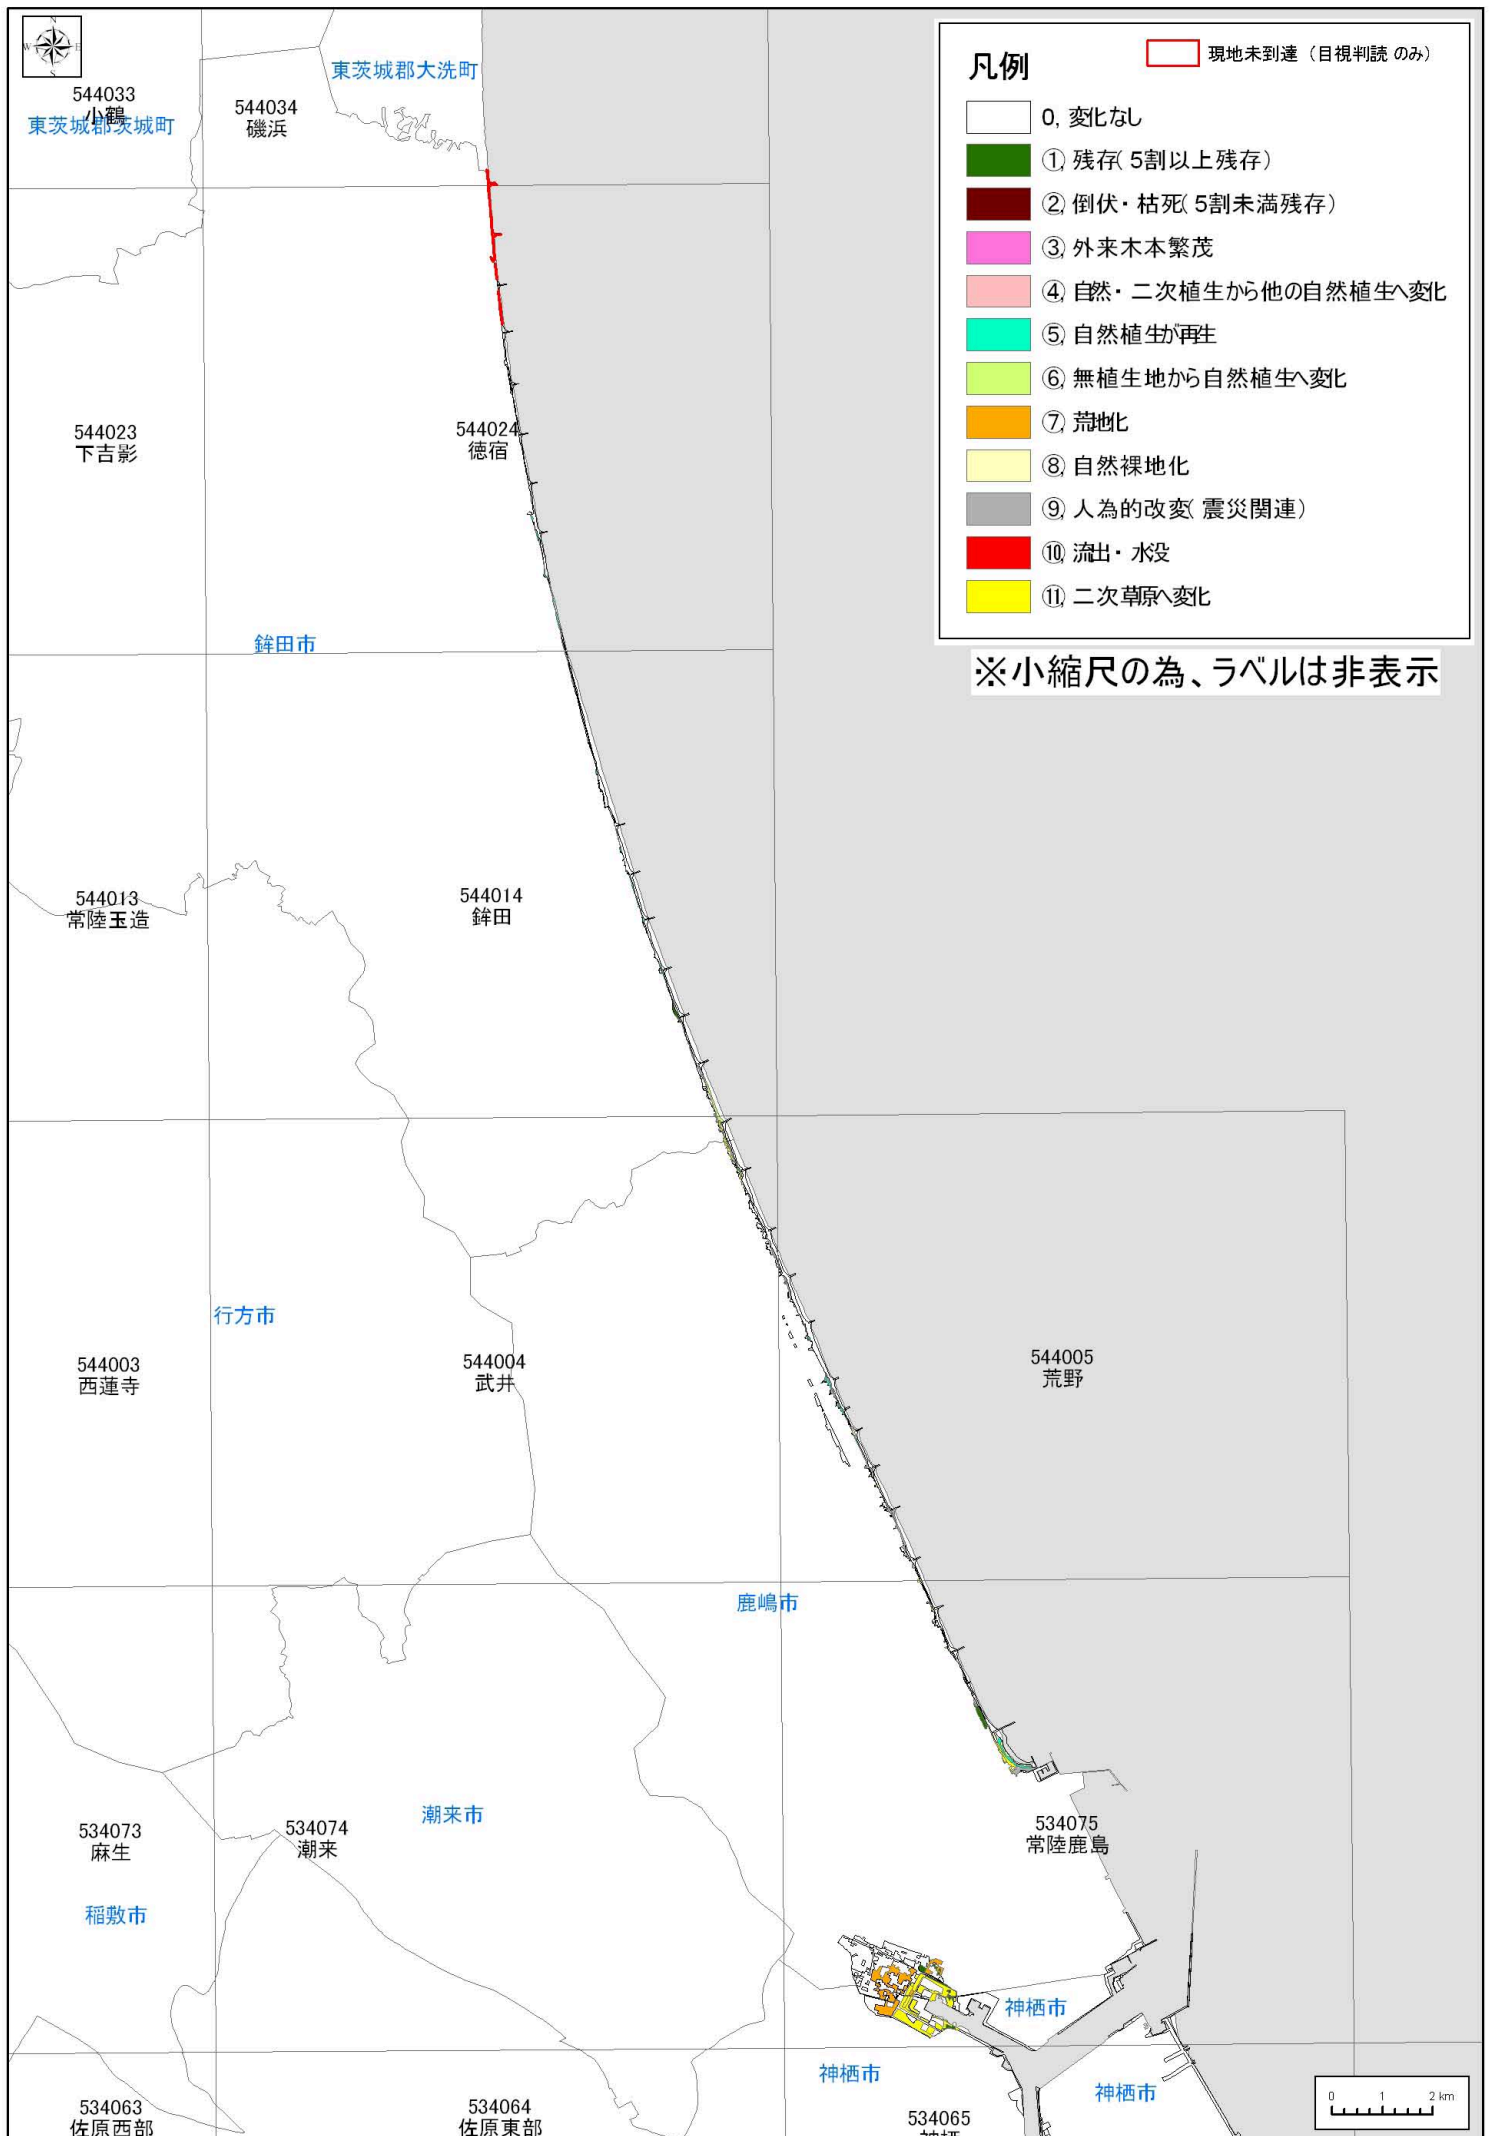 N
W
E
S
544033
小鶴
東茨城郡茨城町
544034
磯浜
東茨城郡大洗町
凡例
現地未到達（目視判読 のみ）
0, 変化なし
①, 残存( 5割以上残存）
②, 倒伏・枯死( 5割未満残存）
③, 外来木本繁茂
④, 自然・二次植生から他の自然植生へ変化
⑤, 自然植生が再生
⑥, 無植生地から自然植生へ変化
⑦, 荒地化
⑧, 自然裸地化
⑨, 人為的改変( 震災関連）
⑩, 流出・水没
⑪, 二次草原へ変化
※小縮尺の為、ラベルは非表示
544023
下吉影
544024
徳宿
鉾田市
544013
常陸玉造
544014
鉾田
行方市
544003
西蓮寺
544004
武井
544005
荒野
鹿嶋市
534073
麻生
534074
潮来
潮来市
534075
常陸鹿島
稲敷市
神栖市
神栖市
神栖市
534063
佐原西部
534064
佐原東部
534065
0 1 2 km